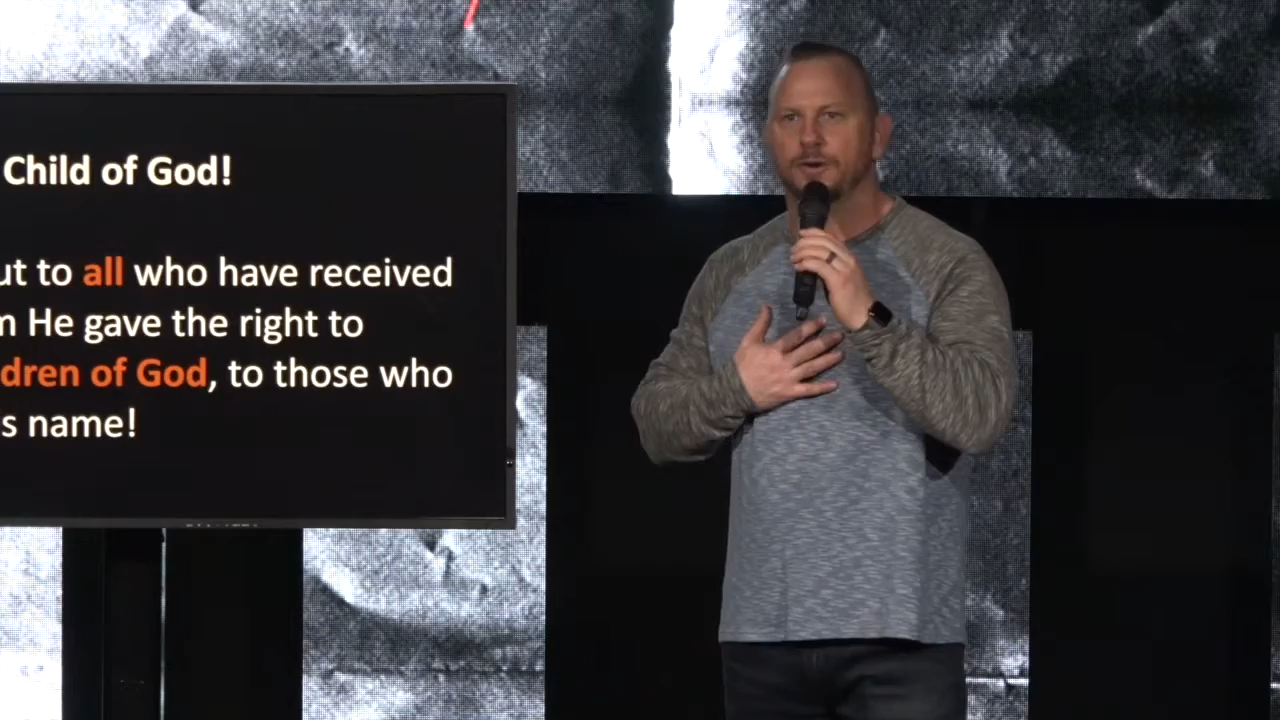 Child of God!
ut to all who have received
m He gave the right to
dren of God, to those who
s name!